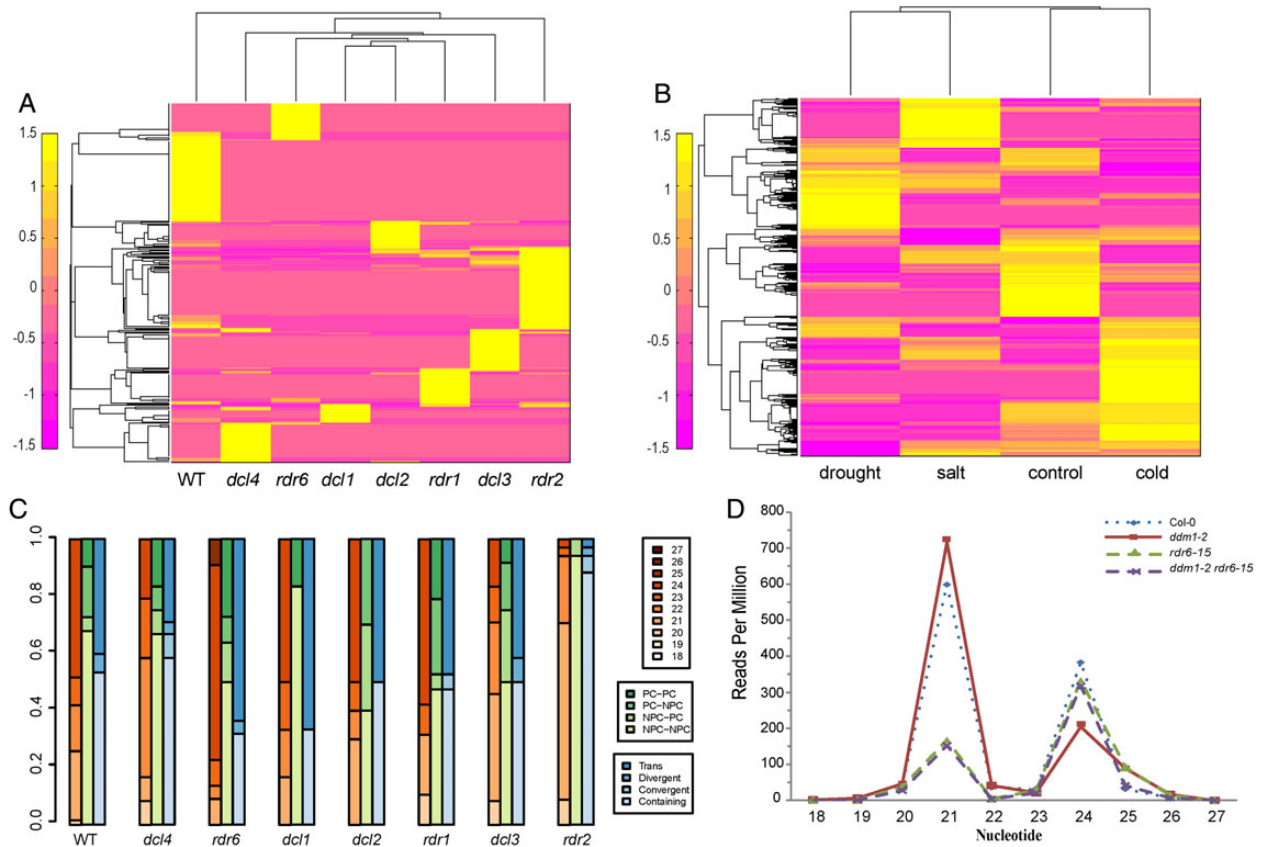 A
1.5
1
0.5
0
-0.5
-1
-1.5
WT dcl4 rdr6 dcl1 dcl2 rdr1 dcl3 rdr2
B
1.5
1
0.5
0
-0.5
-1
-1.5
drought salt control cold
C
1.0
0.8
0.6
0.4
0.2
0.0
WT dcl4 rdr6 dcl1 dcl2 rdr1 dcl3 rdr2
27
26
25
24
23
22
21
20
19
18
PC-PC
PC-NPC
NPC-PC
NPC-NPC
Trans
Divergent
Convergent
Containing
D
Reads Per Million
800
700
600
500
400
300
200
100
0
18 19 20 21 22 23 24 25 26 27
Nucleotide
Col-0
ddm1-2
rdr6-15
ddm1-2 rdr6-15